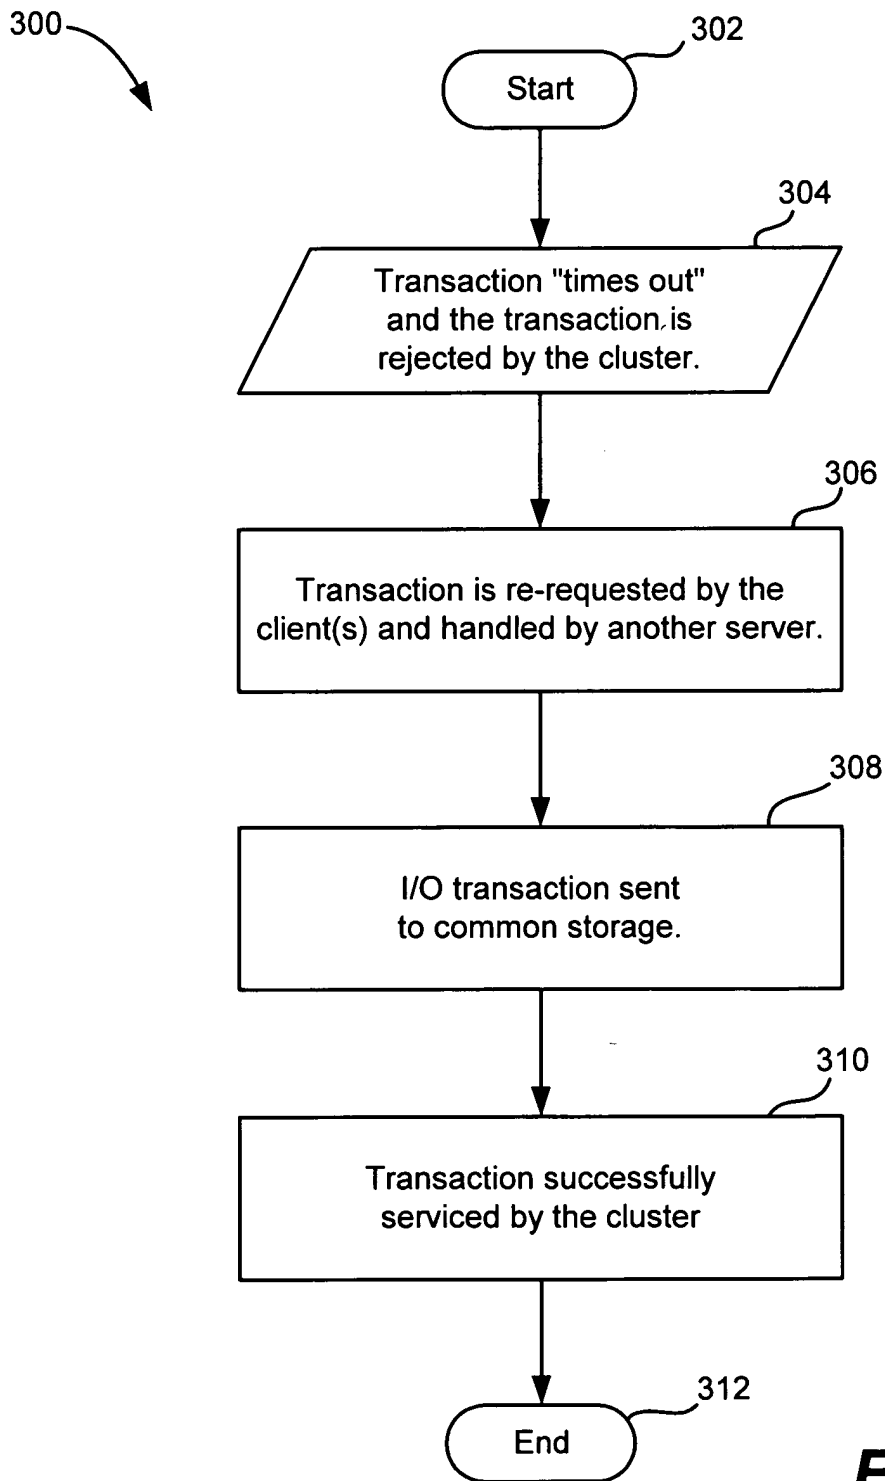 300
302
Start
304
Transaction "times out"
and the transaction is
rejected by the cluster.
306
Transaction is re-requested by the
client(s) and handled by another server.
308
I/O transaction sent
to common storage.
310
Transaction successfully
serviced by the cluster
312
End